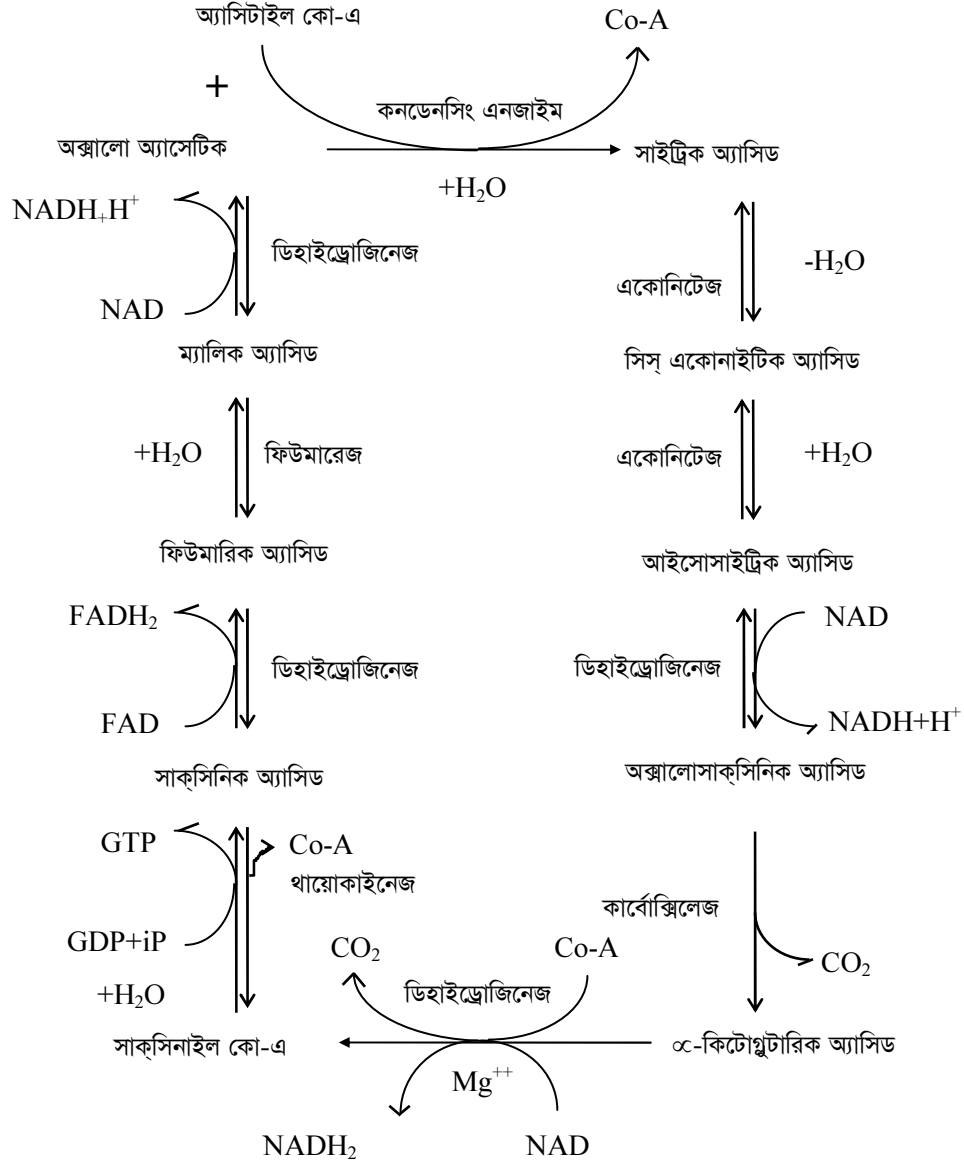 অ্যাসিটাইল কো-এ
Co-A
+
কনডেনসিং এনজাইম
অক্সালো অ্যাসেটিক
সাইট্রিক অ্যাসিড
+H₂O
NADH₊H⁺
ডিহাইড্রোজিনেজ
NAD
একোনিটেজ
-H₂O
ম্যালিক অ্যাসিড
সিস্ একোনাইটিক অ্যাসিড
+H₂O
ফিউমারেজ
একোনিটেজ
+H₂O
ফিউমারিক অ্যাসিড
আইসোসাইট্রিক অ্যাসিড
FADH₂
ডিহাইড্রোজিনেজ
FAD
NAD
ডিহাইড্রোজিনেজ
NADH+H⁺
সাক্‌সিনিক অ্যাসিড
অক্সালোসাক্‌সিনিক অ্যাসিড
GTP
Co-A
থায়োকাইনেজ
GDP+iP
+H₂O
কার্বোক্সিলেজ
CO₂
CO₂
Co-A
ডিহাইড্রোজিনেজ
সাক্‌সিনাইল কো-এ
∝-কিটোগ্লুটারিক অ্যাসিড
Mg⁺⁺
NADH₂
NAD